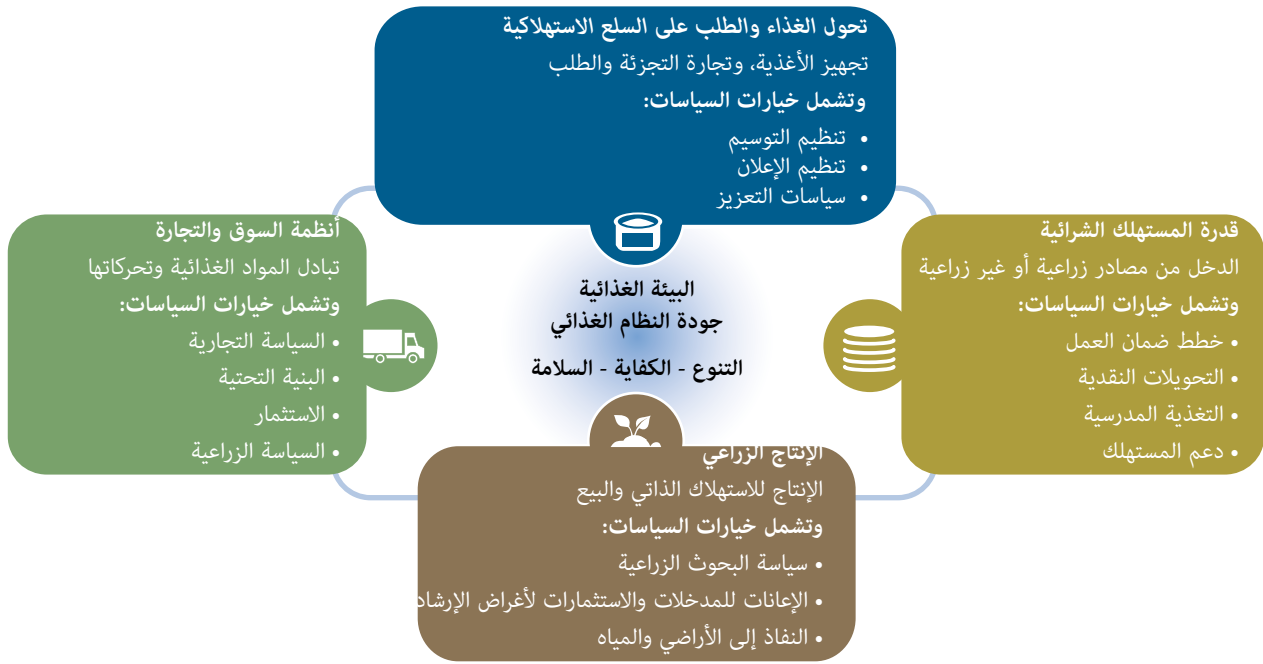 تحول الغذاء والطلب على السلع الاستهلاكية
تجهيز الأغذية، وتجارة التجزئة والطلب
وتشمل خيارات السياسات:
• تنظيم التوسيم
• تنظيم الإعلان
• سياسات التعزيز
قدرة المستهلك الشرائية
الدخل من مصادر زراعية أو غير زراعية
وتشمل خيارات السياسات:
• خطط ضمان العمل
• التحويلات النقدية
• التغذية المدرسية
• دعم المستهلك
البيئة الغذائية
جودة النظام الغذائي
التنوع - الكفاية - السلامة
أنظمة السوق والتجارة
تبادل المواد الغذائية وتحركاتها
وتشمل خيارات السياسات:
• السياسة التجارية
• البنية التحتية
• الاستثمار
• السياسة الزراعية
الإنتاج الزراعي
الإنتاج للاستهلاك الذاتي والبيع
وتشمل خيارات السياسات:
• سياسة البحوث الزراعية
• الإعانات للمدخلات والاستثمارات لأغراض الإرشاد
• النفاذ إلى الأراضي والمياه